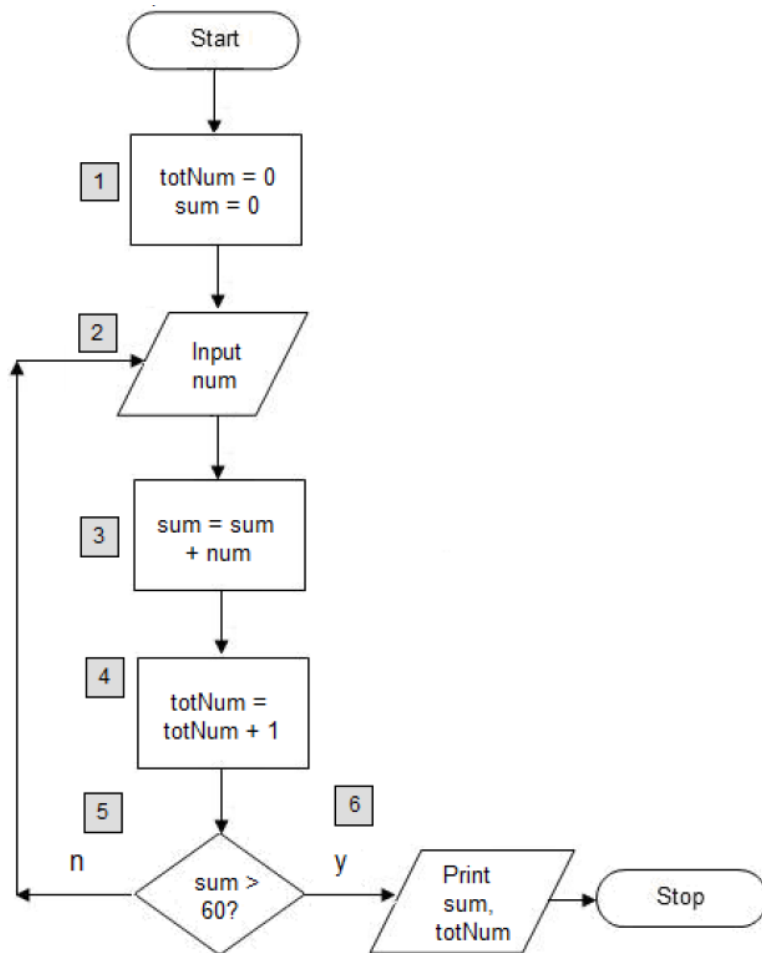 Start
1
totNum = 0
sum = 0
2
Input
num
3
sum = sum
+ num
4
totNum =
totNum + 1
5
6
n
y
sum >
60?
Print
sum,
totNum
Stop